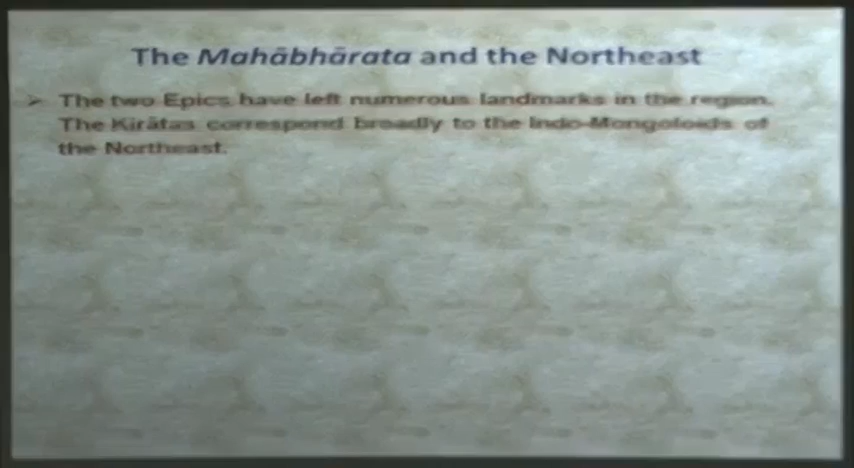 The Mahābhārata and the Northeast
➢ The two Epics have left numerous landmarks in the region.
The Kirātas correspond broadly to the Indo-Mongoloids of
the Northeast.